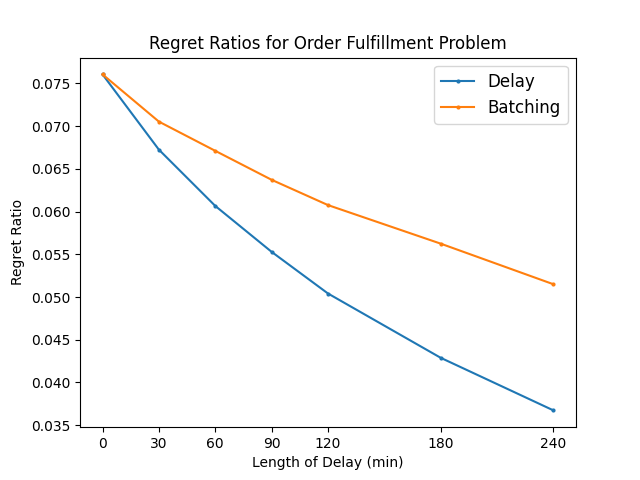 Regret Ratios for Order Fulfillment Problem
Delay
Batching
Regret Ratio
0.075
0.070
0.065
0.060
0.055
0.050
0.045
0.040
0.035
0 30 60 90 120 180 240
Length of Delay (min)